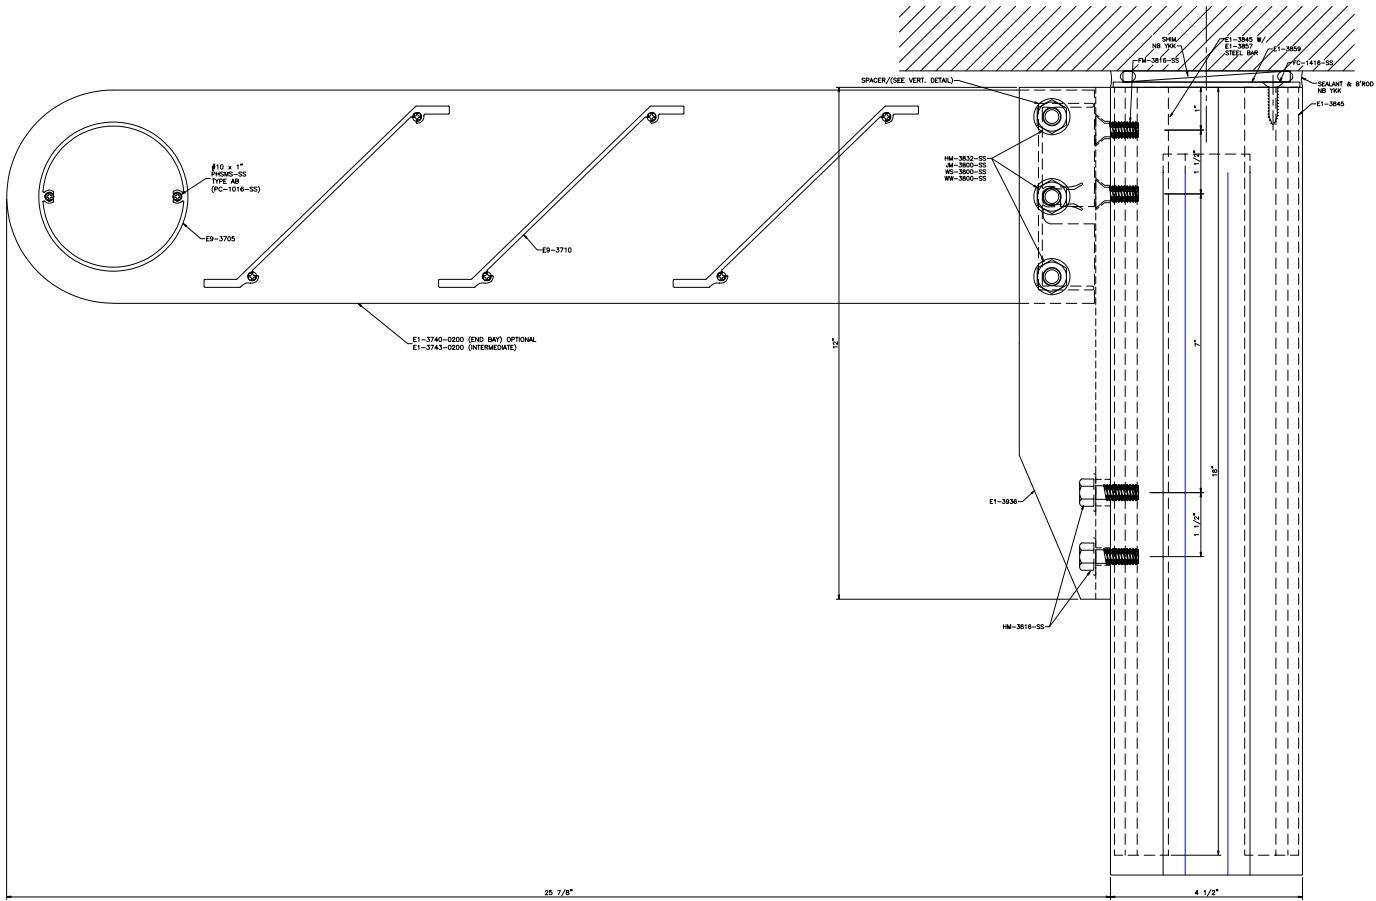 SHIM
NB YKK
E1-3845 W/
E1-3857
STEEL BAR
E1-3859
FM-3816-SS
FC-1416-SS
SPACER/(SEE VERT. DETAIL)
SEALANT & B'ROD
NB YKK
E1-3845
1"
HM-3832-SS
JM-3800-SS
WS-3800-SS
WW-3800-SS
1 1/2"
#10 x 1"
PHSMS-SS
TYPE AB
(PC-1016-SS)
E9-3705
E9-3710
E1-3740-0200 (END BAY) OPTIONAL
E1-3743-0200 (INTERMEDIATE)
12"
7"
18"
E1-3936
1 1/2"
HM-3816-SS
25 7/8"
4 1/2"